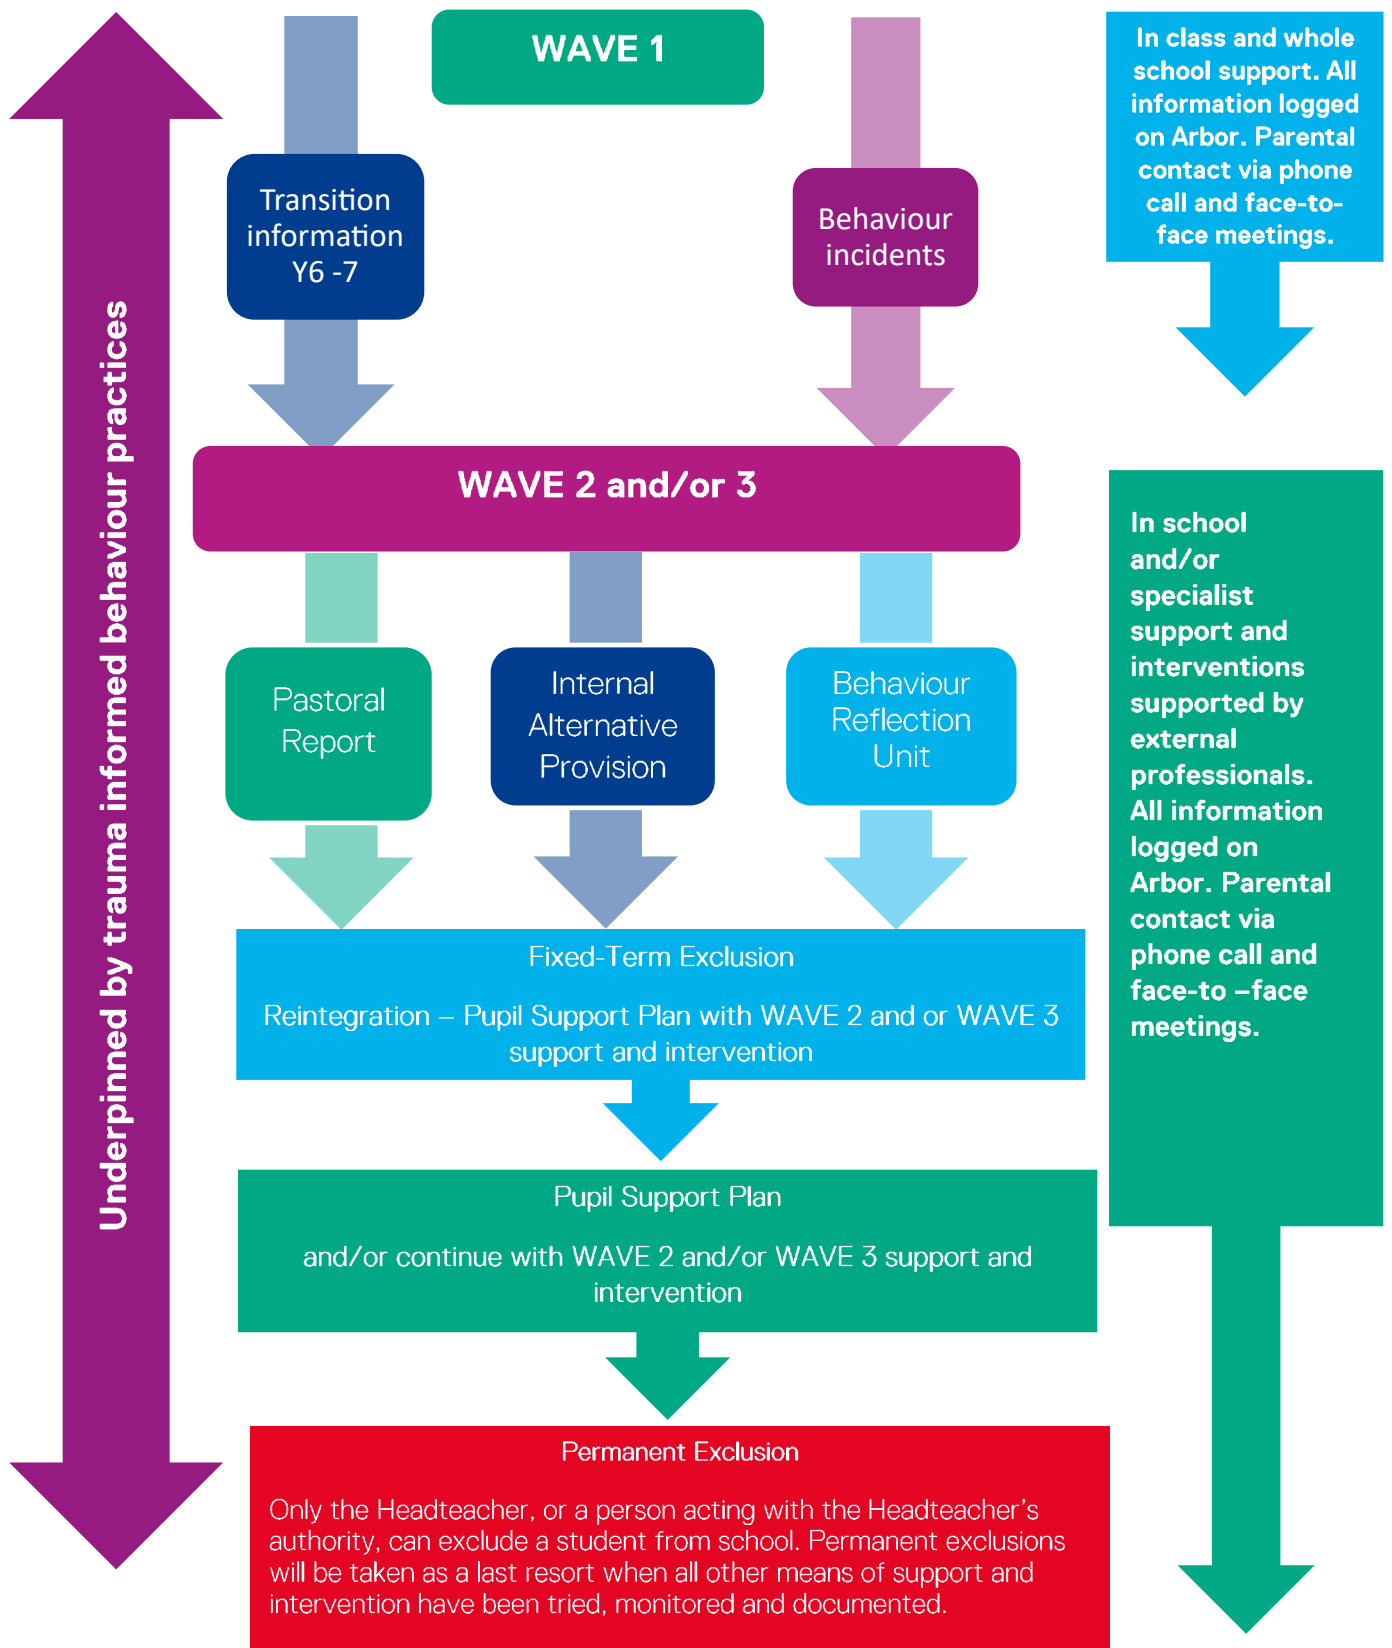 WAVE 1
In class and whole
school support. All
information logged
on Arbor. Parental
contact via phone
call and face-to-
face meetings.
Transition
information
Y6 -7
Behaviour
incidents
Underpinned by trauma informed behaviour practices
WAVE 2 and/or 3
In school
and/or
specialist
support and
interventions
supported by
external
professionals.
All information
logged on
Arbor. Parental
contact via
phone call and
face-to –face
meetings.
Pastoral
Report
Internal
Alternative
Provision
Behaviour
Reflection
Unit
Fixed-Term Exclusion
Reintegration – Pupil Support Plan with WAVE 2 and or WAVE 3
support and intervention
Pupil Support Plan
and/or continue with WAVE 2 and/or WAVE 3 support and
intervention
Permanent Exclusion
Only the Headteacher, or a person acting with the Headteacher’s
authority, can exclude a student from school. Permanent exclusions
will be taken as a last resort when all other means of support and
intervention have been tried, monitored and documented.